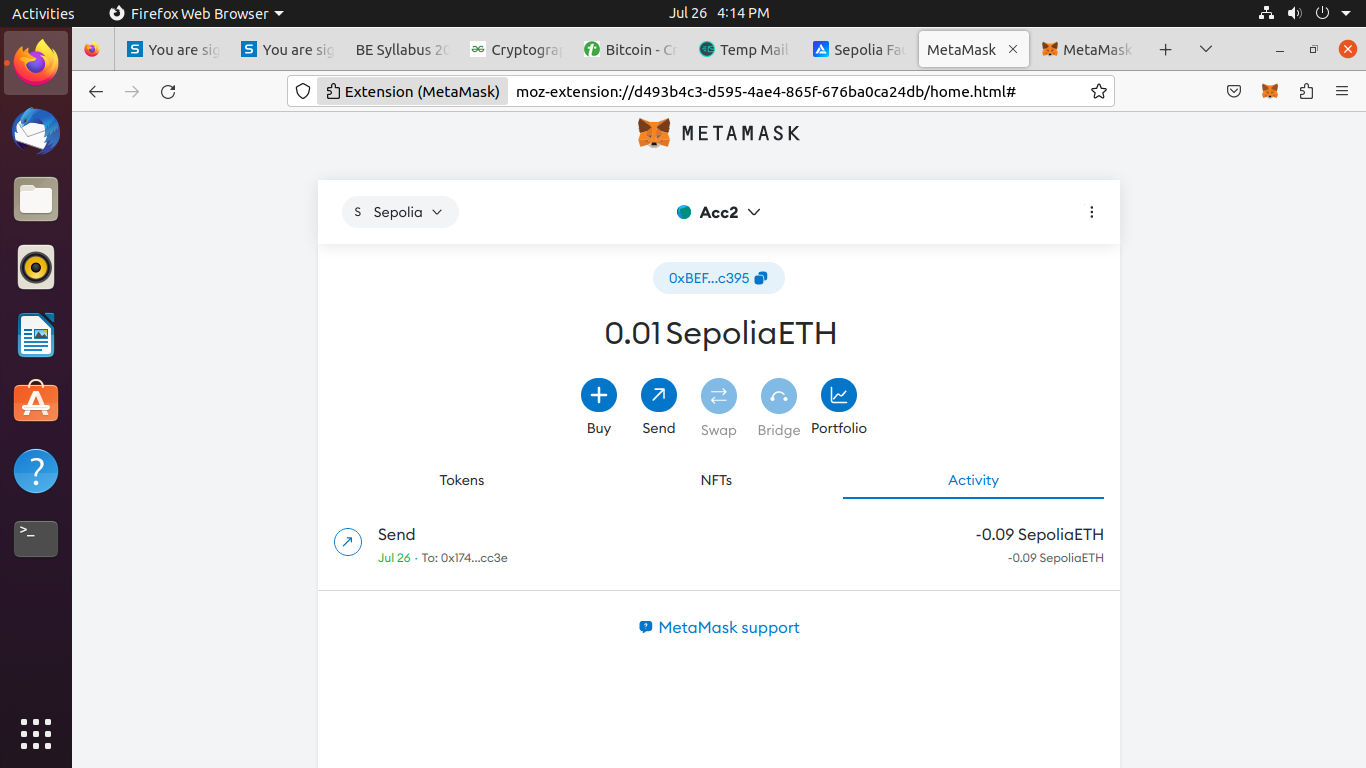 Activities Firefox Web Browser Jul 26 4:14 PM
You are sig You are sig BE Syllabus 20 Cryptogra Bitcoin - Cr Temp Mail Sepolia Fau MetaMask MetaMask
Extension (MetaMask) moz-extension://d493b4c3-d595-4ae4-865f-676ba0ca24db/home.html#
METAMASK
S Sepolia Acc2
0xBEF...c395
0.01 SepoliaETH
Buy Send Swap Bridge Portfolio
Tokens NFTs Activity
Send -0.09 SepoliaETH
Jul 26 · To: 0x174...cc3e -0.09 SepoliaETH
MetaMask support